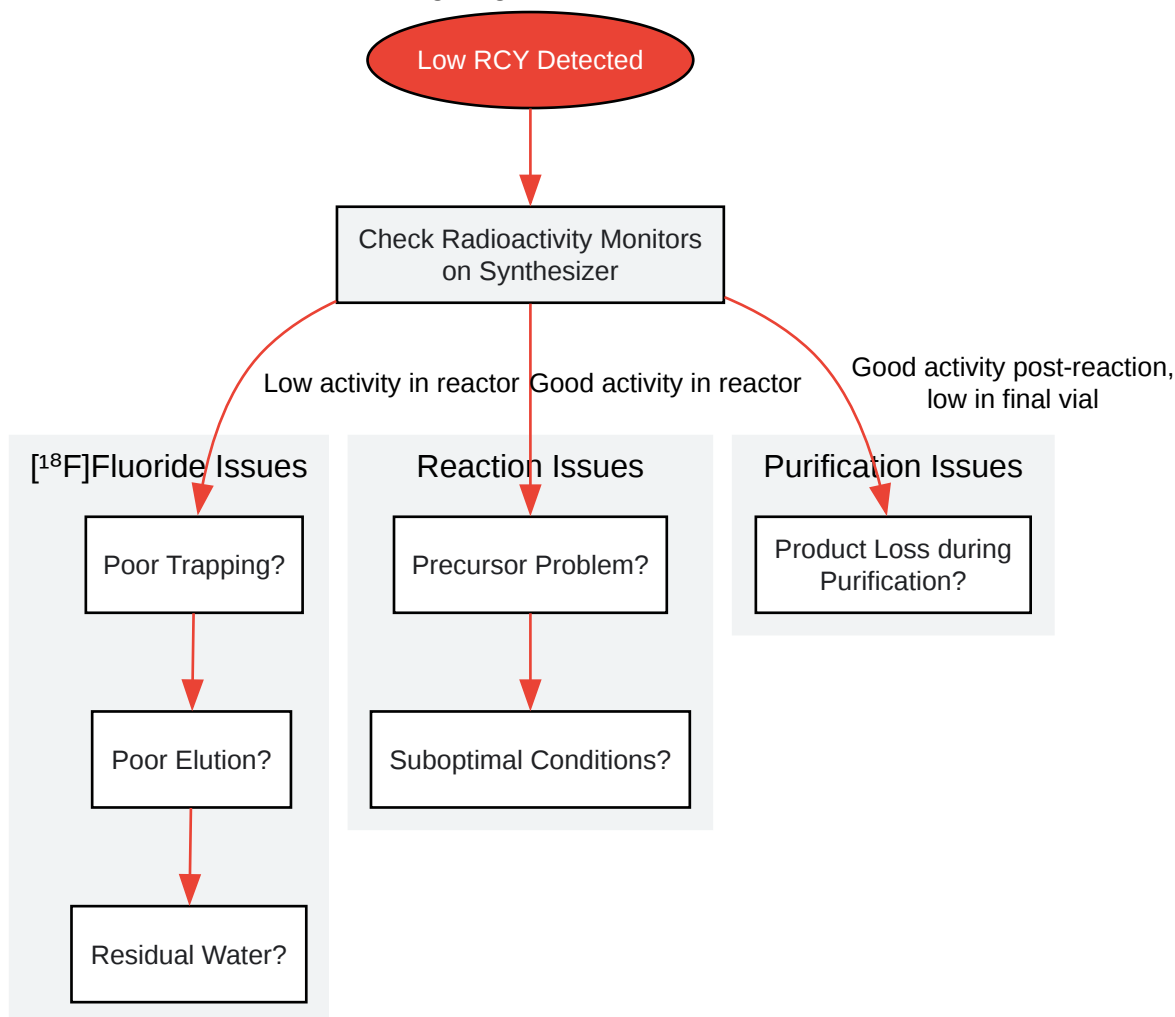 Low RCY Detected
Check Radioactivity Monitors
on Synthesizer
Low activity in reactor
Good activity in reactor
Good activity post-reaction,
low in final vial
[¹⁸F]Fluoride Issues
Reaction Issues
Purification Issues
Poor Trapping?
Precursor Problem?
Product Loss during
Purification?
Poor Elution?
Suboptimal Conditions?
Residual Water?